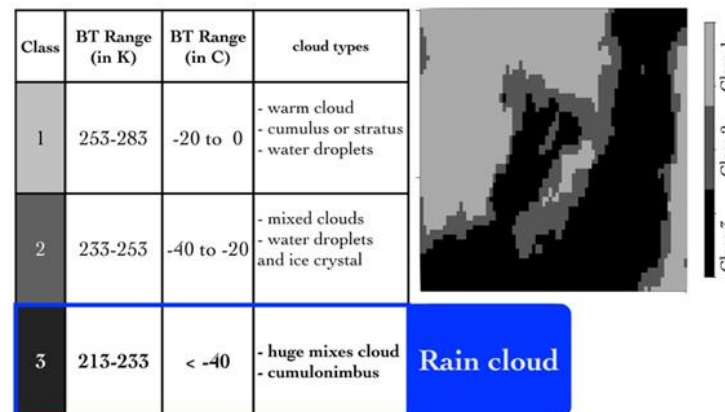 Class
BT Range
(in K)
BT Range
(in C)
cloud types
1
253-283
-20 to 0
- warm cloud
- cumulus or stratus
- water droplets
2
233-253
-40 to -20
- mixed clouds
- water droplets
and ice crystal
3
213-233
< -40
- huge mixes cloud
- cumulonimbus
Rain cloud